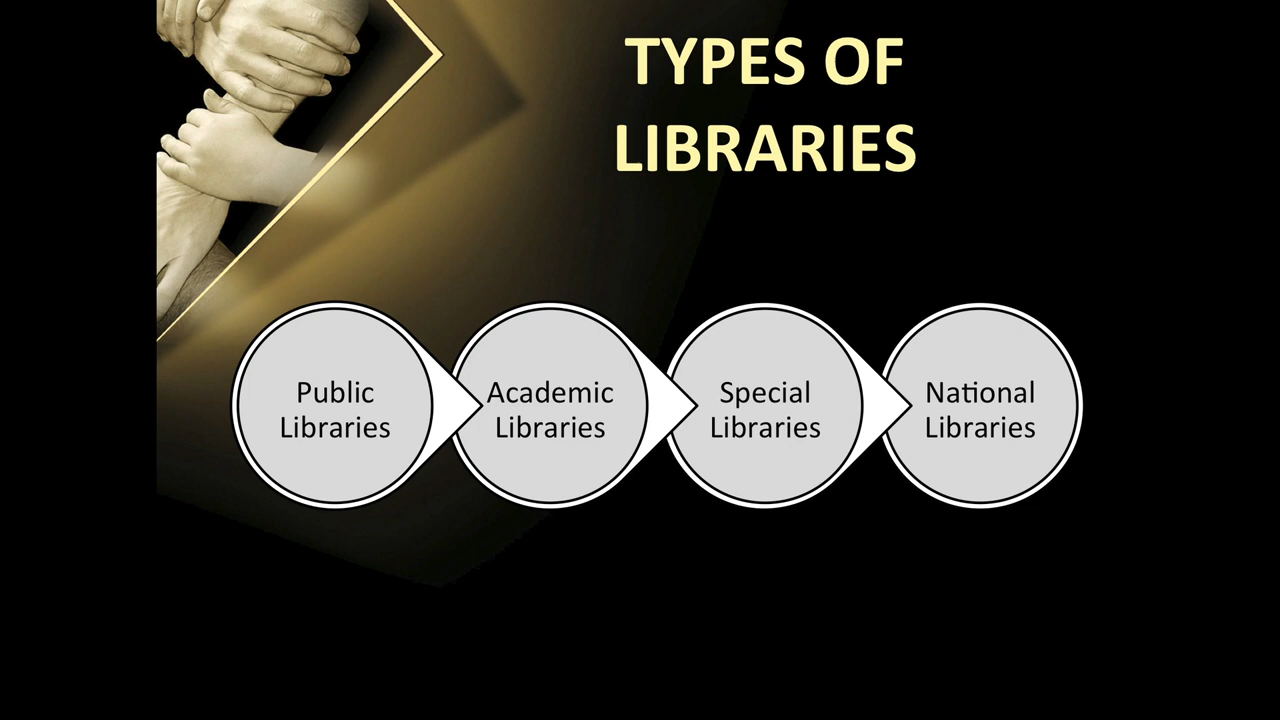 TYPES OF
LIBRARIES
Public
Libraries
Academic
Libraries
Special
Libraries
National
Libraries